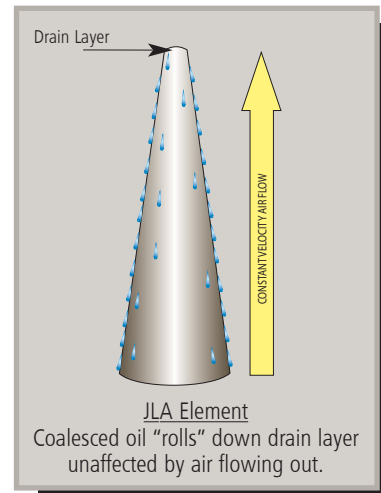 Drain Layer
CONSTANT VELOCITY AIR FLOW
JLA Element
Coalesced oil “rolls” down drain layer
unaffected by air flowing out.